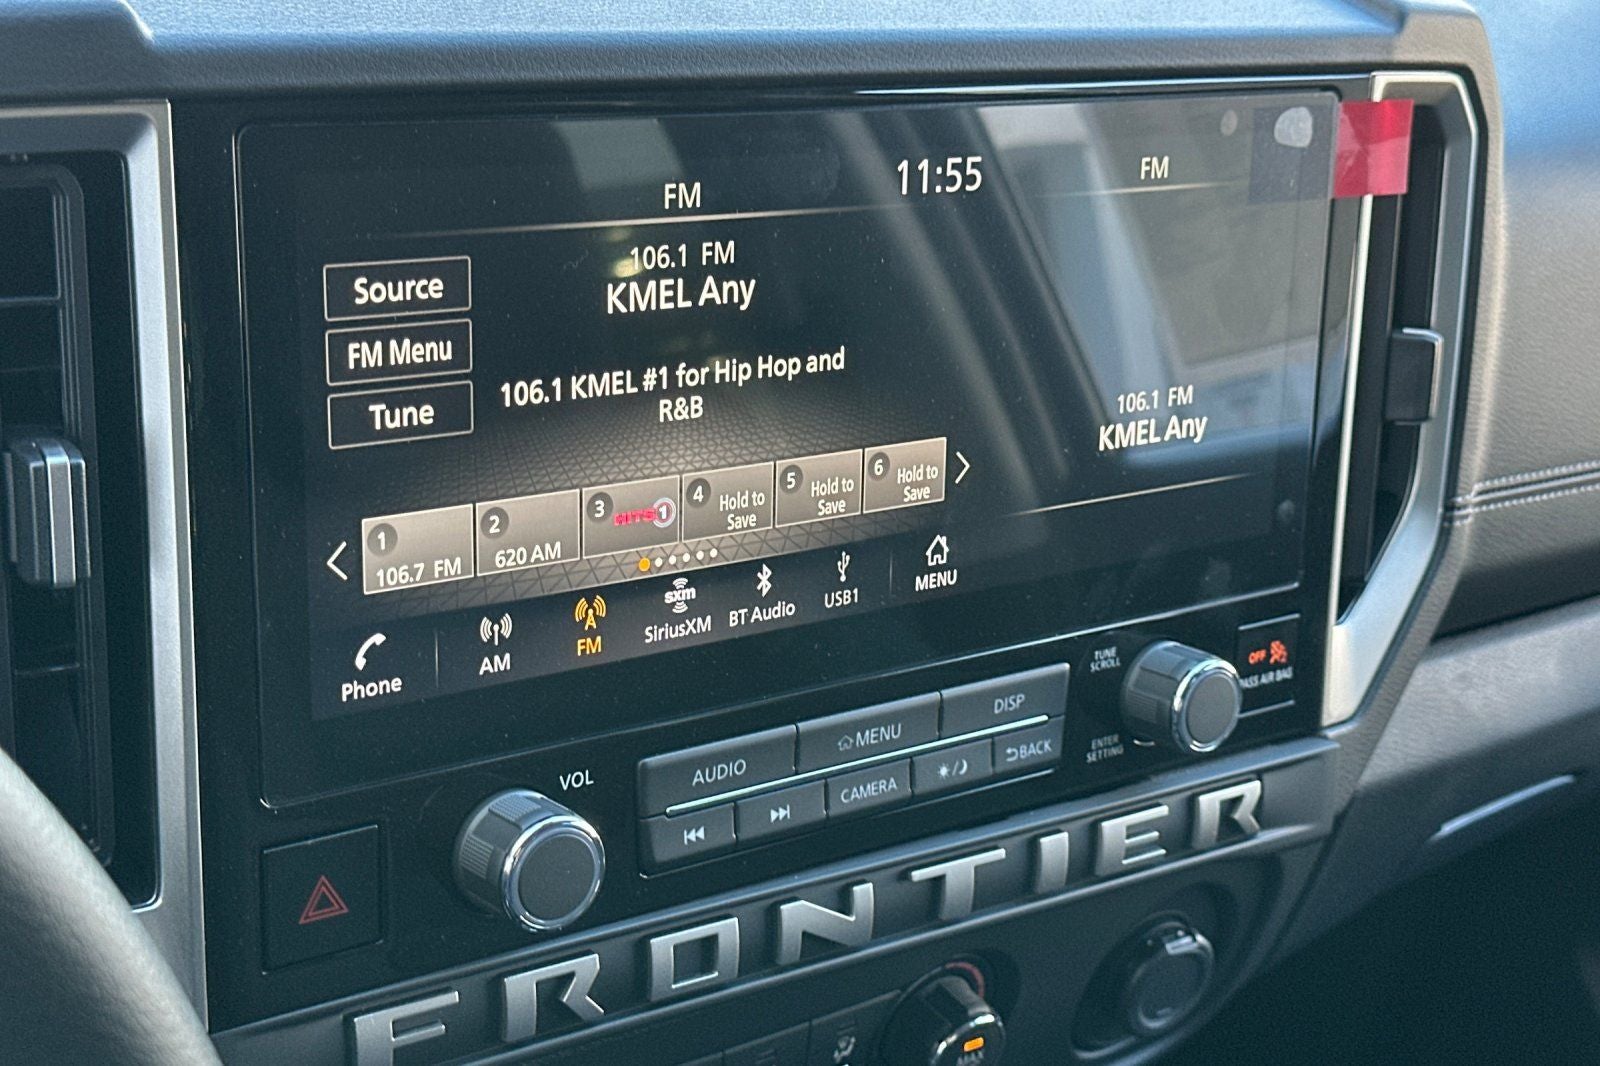 FM
11:55
FM
Source
FM Menu
Tune
106.1 FM
KMEL Any
106.1 KMEL #1 for Hip Hop and
R&B
106.1 FM
KMEL Any
1
106.7 FM
2
620 AM
3
HITS 1
4
Hold to
Save
5
Hold to
Save
6
Hold to
Save
Phone
AM
FM
sxm
SiriusXM
BT Audio
USB1
MENU
VOL
AUDIO
MENU
DISP
CAMERA
BACK
TUNE
SCROLL
ENTER
SETTING
OFF
PASS AIR BAG
FRONTIER
MAX